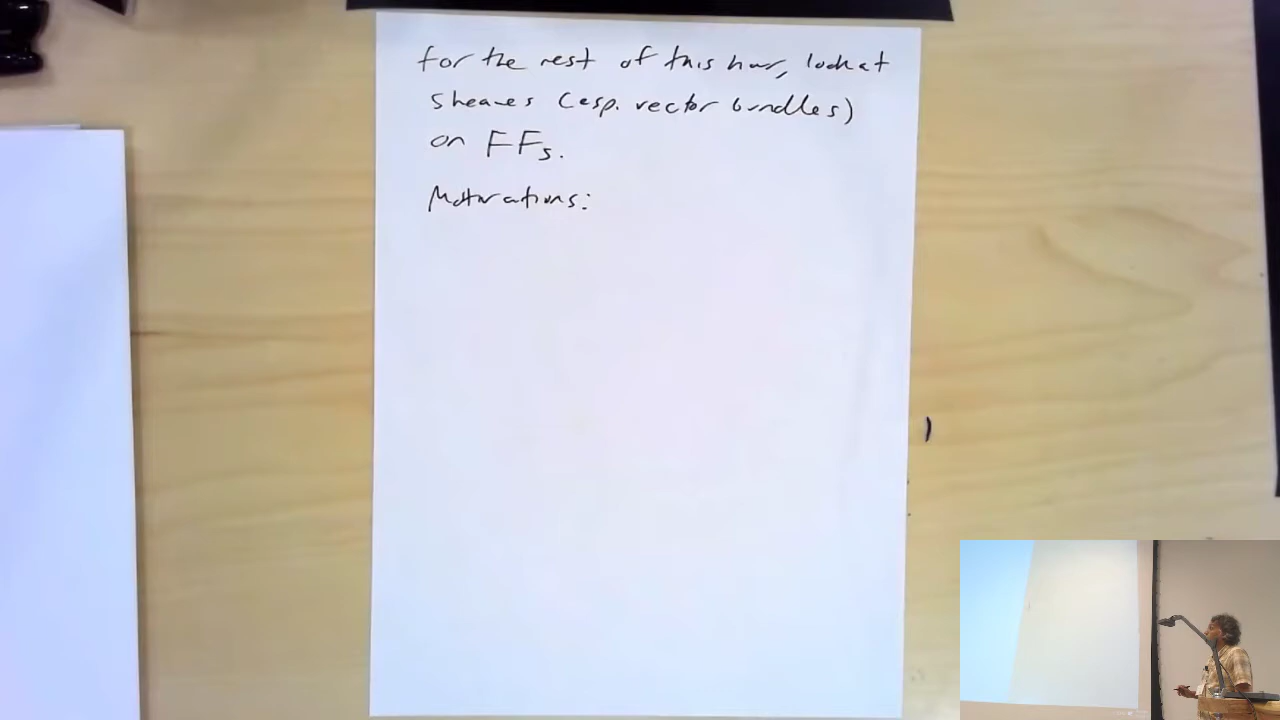 for the rest of this hour, look at
sheaves (esp. vector bundles)
on FFs.
Motivations: